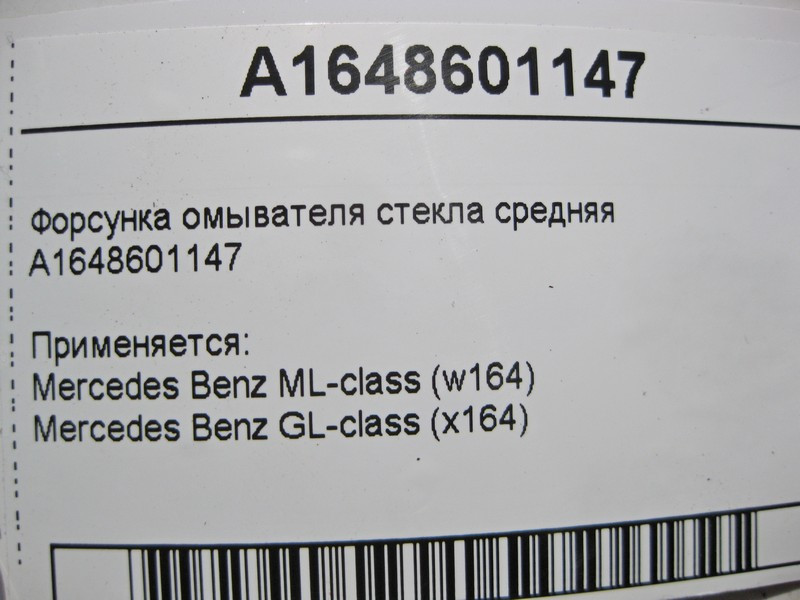 A1648601147
Форсунка омывателя стекла средняя
A1648601147
Применяется:
Mercedes Benz ML-class (w164)
Mercedes Benz GL-class (x164)